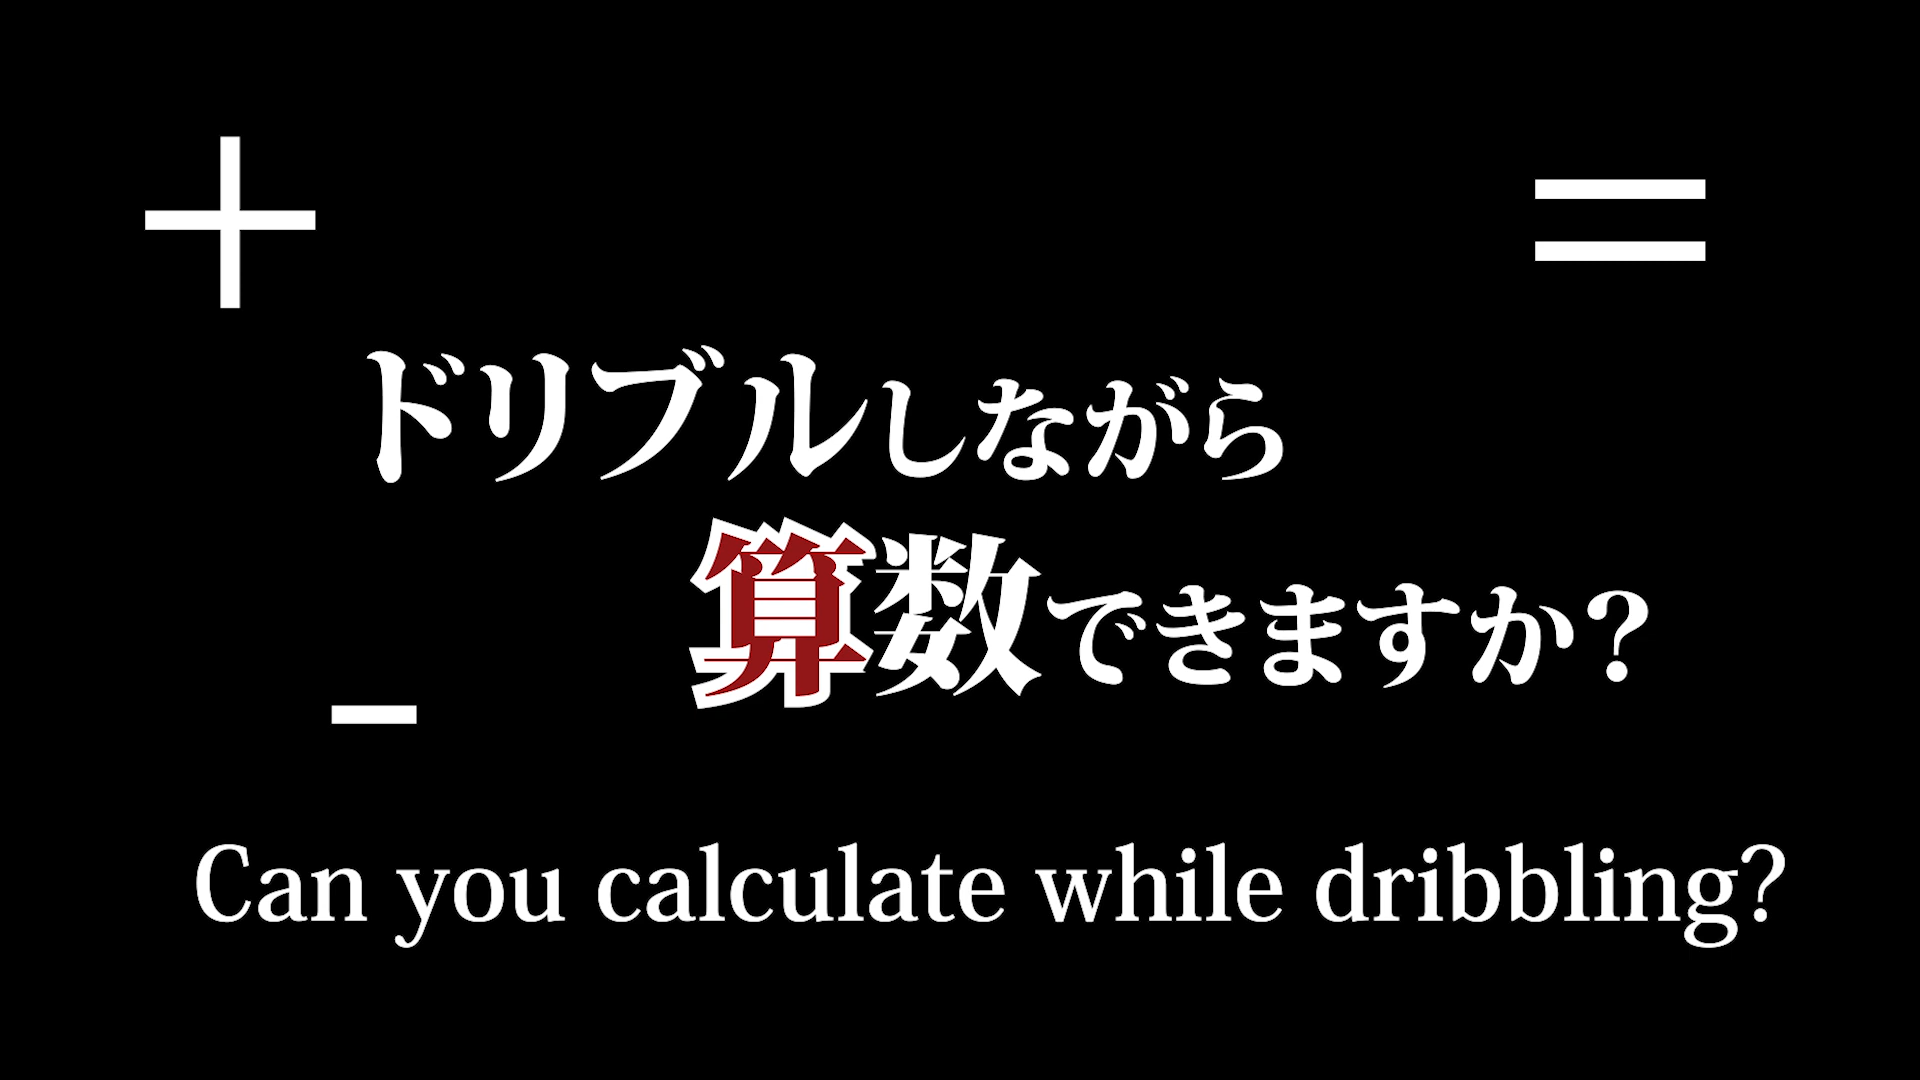 + =
ドリブルしながら
算数できますか?
-
Can you calculate while dribbling?